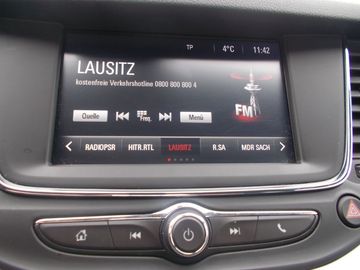 TP 4°C 11:42
LAUSITZ
kostenfreie Verkehrshotline 0800 800 800 4
Quelle Freq. Menü
FM
RADIOPSR HITR.RTL LAUSITZ R.SA MDR SACH